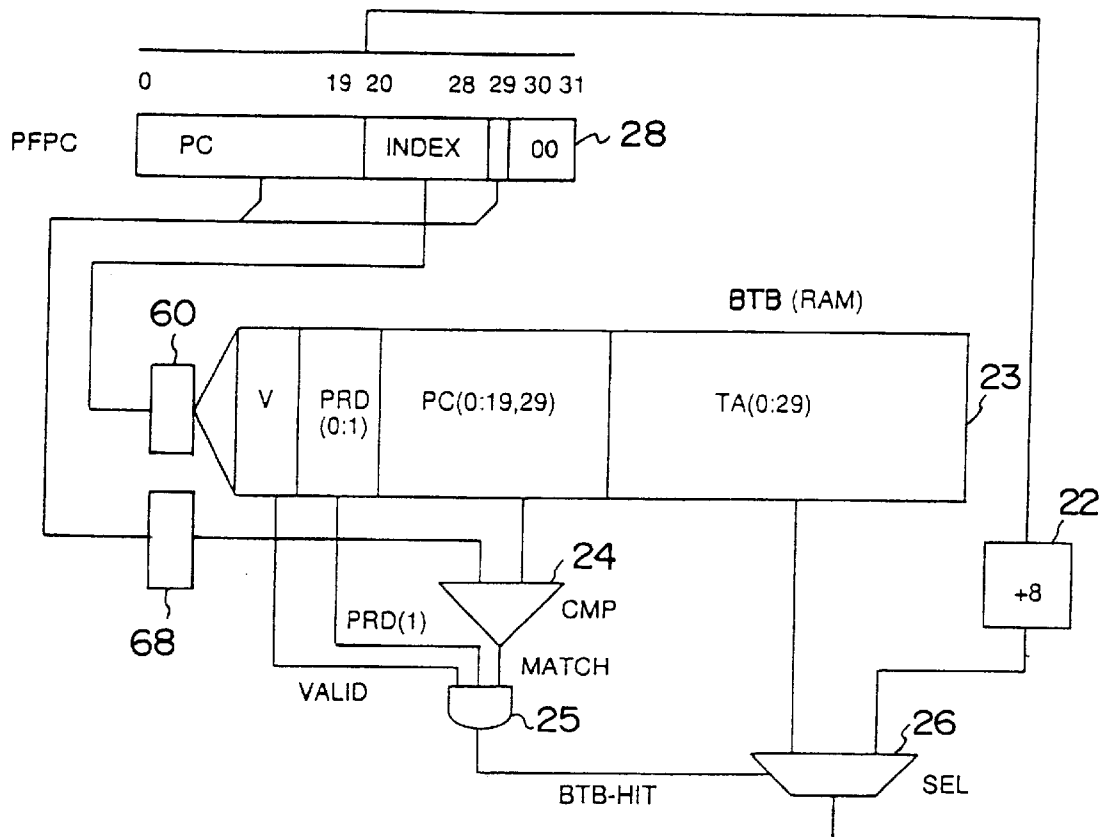 0 19 20 28 29 30 31
PFPC PC INDEX 00 28
BTB (RAM)
60
V PRD (0:1) PC(0:19,29) TA(0:29) 23
22
+8
24
CMP
68
PRD(1)
MATCH
VALID
25
26
SEL
BTB-HIT